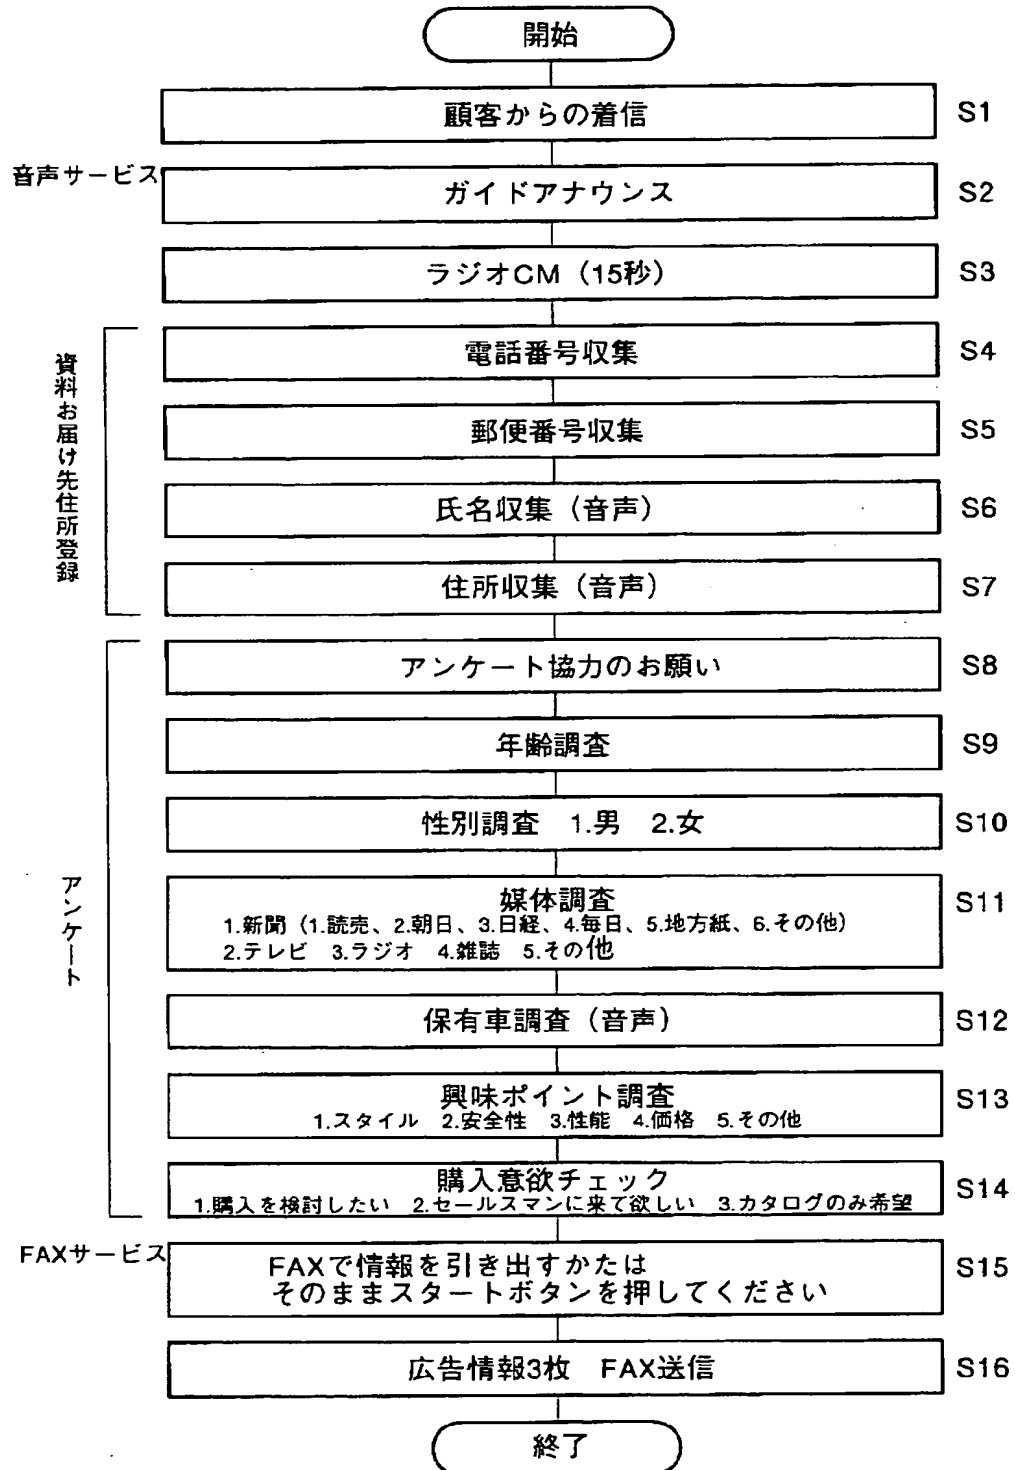 開始
顧客からの着信 S1
音声サービス
ガイドアナウンス S2
ラジオCM（15秒） S3
資料お届け先住所登録
電話番号収集 S4
郵便番号収集 S5
氏名収集（音声） S6
住所収集（音声） S7
アンケート
アンケート協力のお願い S8
年齢調査 S9
性別調査 1.男 2.女 S10
媒体調査 S11
1.新聞（1.読売、2.朝日、3.日経、4.毎日、5.地方紙、6.その他）
2.テレビ 3.ラジオ 4.雑誌 5.その他
保有車調査（音声） S12
興味ポイント調査 S13
1.スタイル 2.安全性 3.性能 4.価格 5.その他
購入意欲チェック S14
1.購入を検討したい 2.セールスマンに来て欲しい 3.カタログのみ希望
FAXサービス
FAXで情報を引き出すかたは S15
そのままスタートボタンを押してください
広告情報3枚 FAX送信 S16
終了